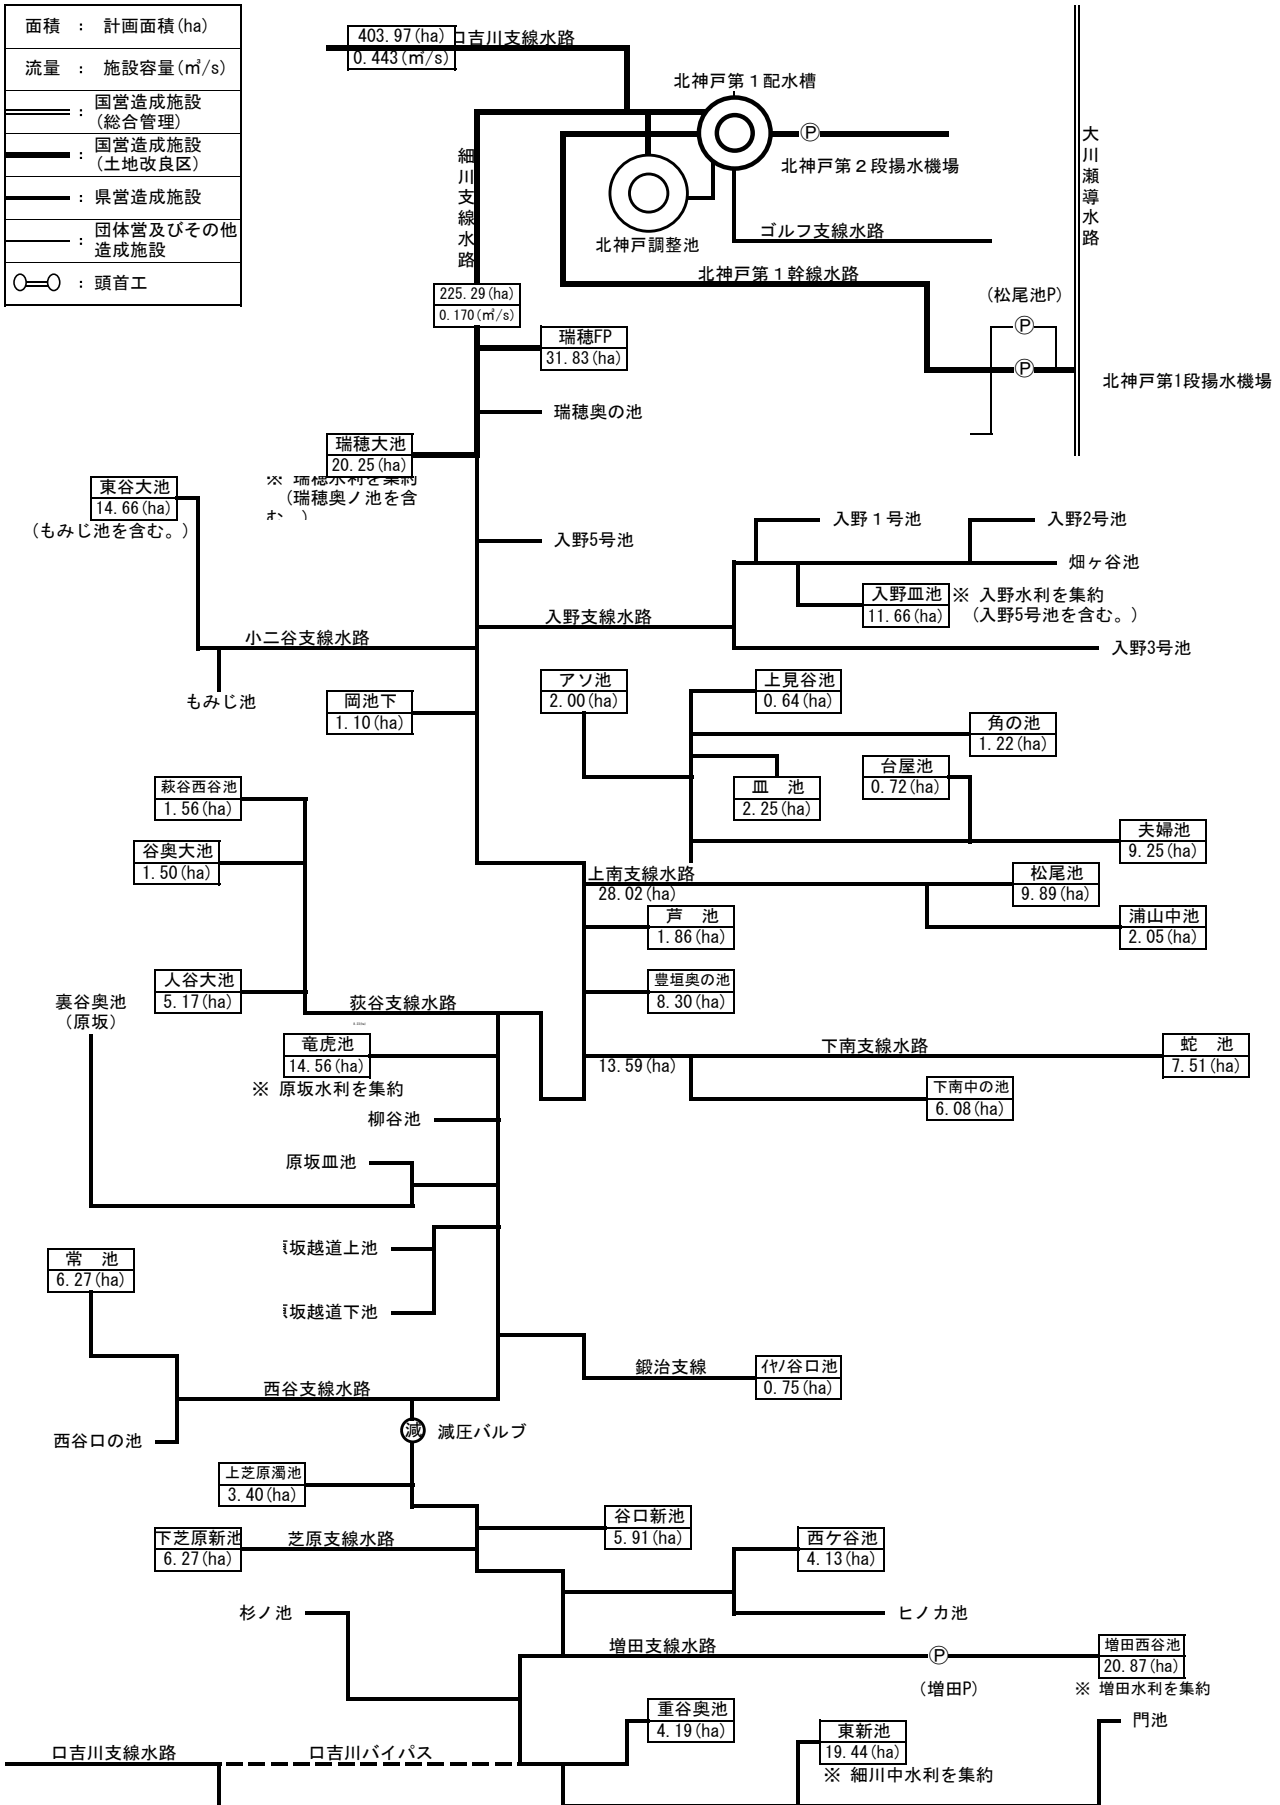 面積 : 計画面積(ha)
流量 : 施設容量(㎥/s)
: 国営造成施設
(総合管理)
: 国営造成施設
(土地改良区)
: 県営造成施設
: 団体営及びその他
造成施設
: 頭首工
403.97(ha)
0.443(㎥/s)
口吉川支線水路
北神戸第1配水槽
P
北神戸第2段揚水機場
大川瀬導水路
細川支線水路
北神戸調整池
ゴルフ支線水路
北神戸第1幹線水路
(松尾池P)
P
P
北神戸第1段揚水機場
225.29(ha)
0.170(㎥/s)
瑞穂FP
31.83(ha)
瑞穂奥の池
瑞穂大池
20.25(ha)
※ 瑞穂水利を集約
(瑞穂奥ノ池を含
む。)
東谷大池
14.66(ha)
(もみじ池を含む。)
入野5号池
入野1号池
入野2号池
畑ヶ谷池
入野皿池
11.66(ha)
※ 入野水利を集約
(入野5号池を含む。)
入野支線水路
入野3号池
小二谷支線水路
もみじ池
岡池下
1.10(ha)
アソ池
2.00(ha)
上見谷池
0.64(ha)
角の池
1.22(ha)
台屋池
0.72(ha)
皿 池
2.25(ha)
夫婦池
9.25(ha)
萩谷西谷池
1.56(ha)
谷奥大池
1.50(ha)
上南支線水路
28.02(ha)
松尾池
9.89(ha)
芦 池
1.86(ha)
浦山中池
2.05(ha)
人谷大池
5.17(ha)
豊垣奥の池
8.30(ha)
裏谷奥池
(原坂)
荻谷支線水路
竜虎池
14.56(ha)
※ 原坂水利を集約
13.59(ha)
下南支線水路
蛇 池
7.51(ha)
下南中の池
6.08(ha)
柳谷池
原坂皿池
坂越道上池
常 池
6.27(ha)
坂越道下池
鍛治支線
イヤノ谷口池
0.75(ha)
西谷支線水路
西谷口の池
減
減圧バルブ
上芝原濁池
3.40(ha)
谷口新池
5.91(ha)
下芝原新池
6.27(ha)
芝原支線水路
西ケ谷池
4.13(ha)
杉ノ池
ヒノカ池
増田支線水路
P
(増田P)
増田西谷池
20.87(ha)
※ 増田水利を集約
重谷奥池
4.19(ha)
東新池
19.44(ha)
※ 細川中水利を集約
門池
口吉川支線水路
口吉川バイパス